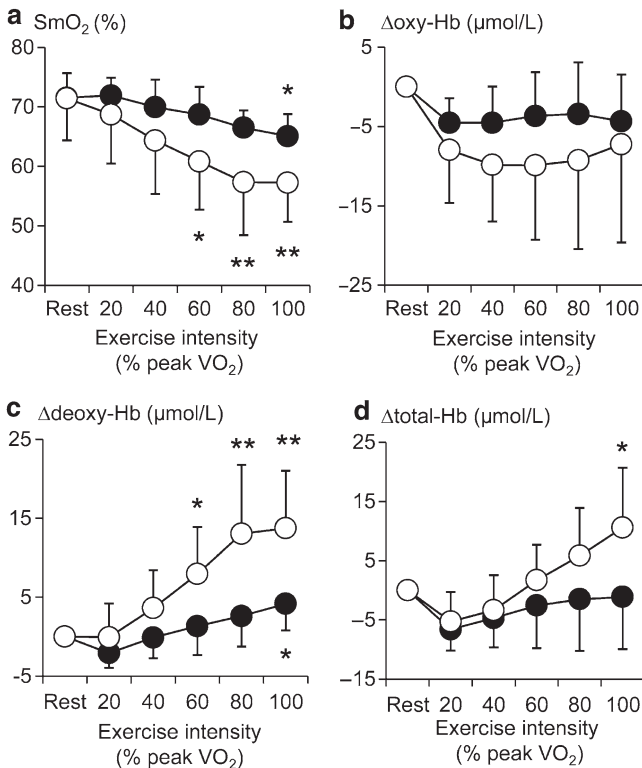 a
SmO₂ (%)
80
70
60
50
40
*
*
**
**
Rest 20 40 60 80 100
Exercise intensity
(% peak VO₂)
b
Δoxy-Hb (μmol/L)
5
−5
−15
−25
Rest 20 40 60 80 100
Exercise intensity
(% peak VO₂)
c
Δdeoxy-Hb (μmol/L)
25
15
5
-5
*
**
**
*
Rest 20 40 60 80 100
Exercise intensity
(% peak VO₂)
d
Δtotal-Hb (μmol/L)
25
15
5
−5
−15
*
Rest 20 40 60 80 100
Exercise intensity
(% peak VO₂)